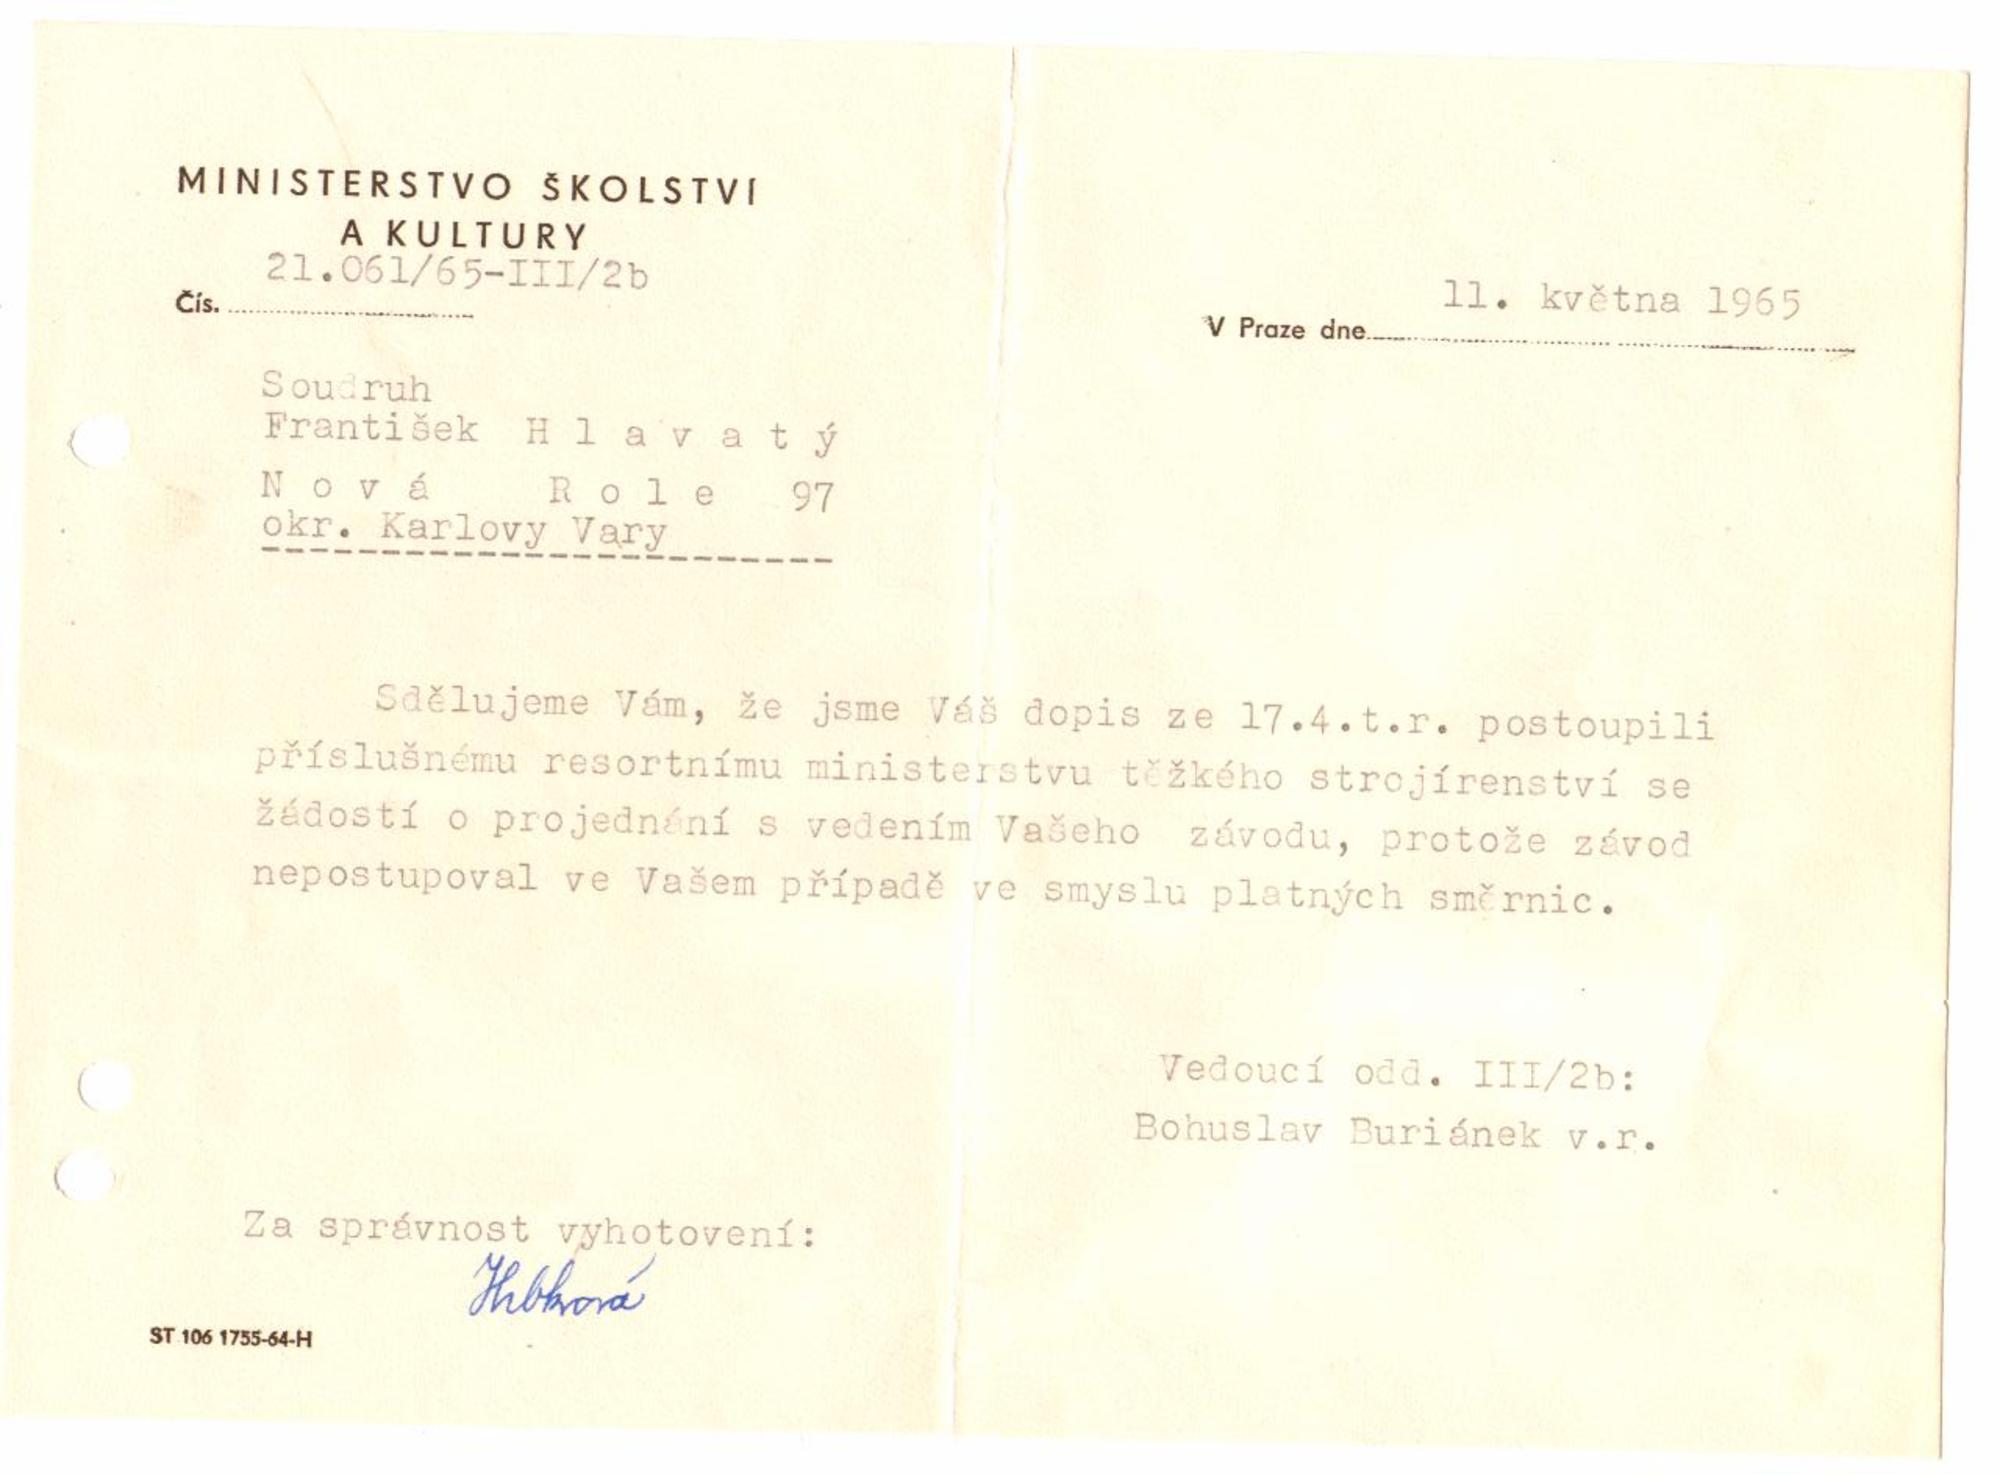 MINISTERSTVO ŠKOLSTVÍ
A KULTURY
21.061/65-III/2b
Čís.
11. května 1965
V Praze dne
Soudruh
František H l a v a t ý
N o v á R o l e 97
okr. Karlovy Vary
Sdělujeme Vám, že jsme Váš dopis ze 17.4.t.r. postoupili
příslušnému resortnímu ministerstvu těžkého strojírenství se
žádostí o projednání s vedením Vašeho závodu, protože závod
nepostupoval ve Vašem případě ve smyslu platných směrnic.
Vedoucí odd. III/2b:
Bohuslav Buriánek v.r.
Za správnost vyhotovení:
ST 106 1755-64-H